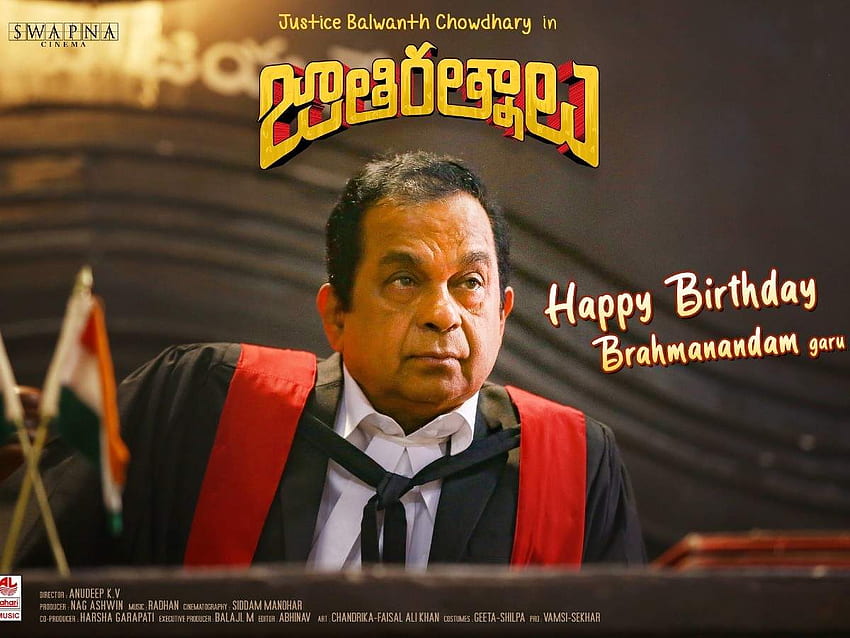 SWAPNA
CINEMA
Justice Balwanth Chowdhary in
జాతిరత్నాలు
Happy Birthday
Brahmanandam garu
DIRECTOR : ANUDEEP K.V
PRODUCER : NAG ASHWIN MUSIC : RADHAN CINEMATOGRAPHY : SIDDAM MANOHAR
CO-PRODUCER : HARSHA GARAPATI EXECUTIVE PRODUCER : BALAJI. M EDITOR : ABHINAV ART : CHANDRIKA-FAISAL ALI KHAN COSTUMES : GEETA-SHILPA PRO : VAMSI-SEKHAR
MUSIC